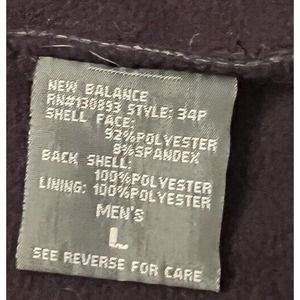 NEW BALANCE
RN#130893 STYLE: 34P
SHELL FACE:
92%POLYESTER
8%SPANDEX
BACK SHELL:
100%POLYESTER
LINING: 100%POLYESTER
MEN'S
L
SEE REVERSE FOR CARE